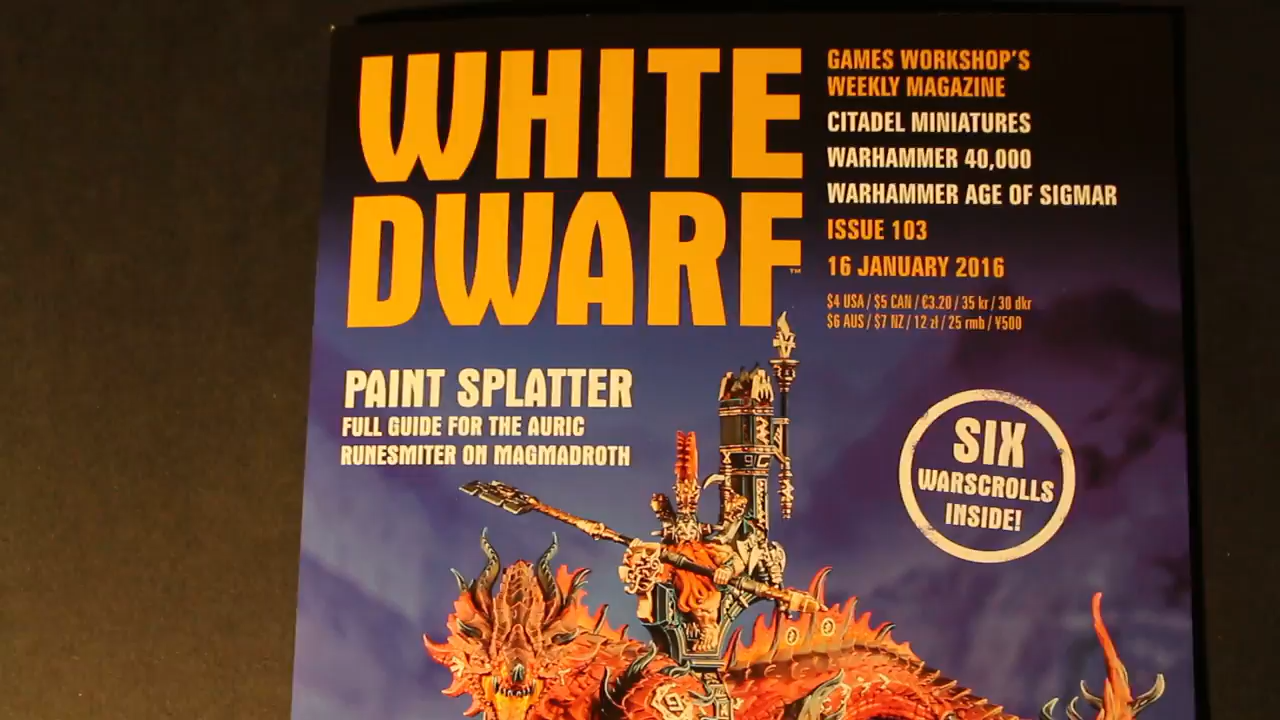 WHITE
DWARF™
GAMES WORKSHOP'S
WEEKLY MAGAZINE
CITADEL MINIATURES
WARHAMMER 40,000
WARHAMMER AGE OF SIGMAR
ISSUE 103
16 JANUARY 2016
$4 USA / $5 CAN / €3.20 / 35 kr / 30 dkr
$6 AUS / $7 NZ / 12 zł / 25 rmb / ¥500
PAINT SPLATTER
FULL GUIDE FOR THE AURIC
RUNESMITER ON MAGMADROTH
SIX
WARSCROLLS
INSIDE!